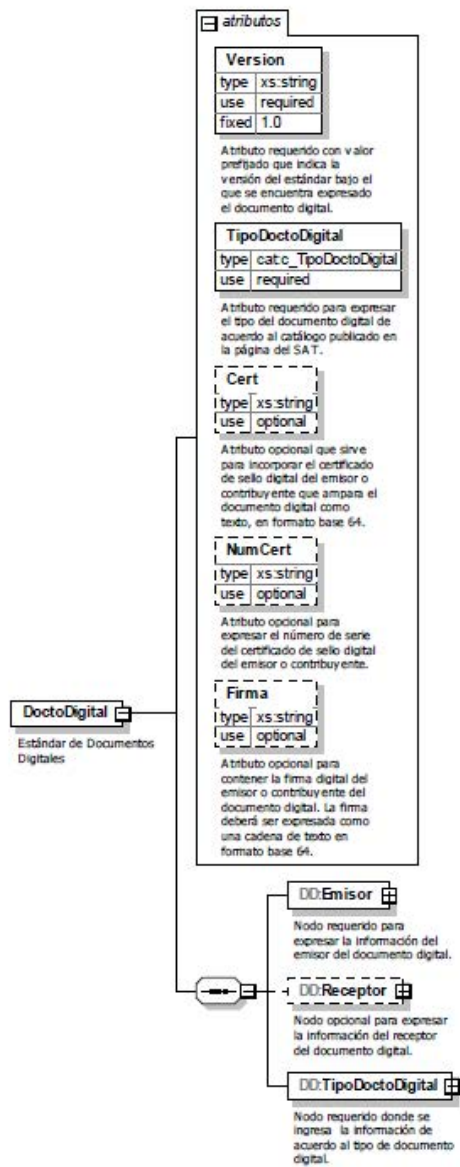 atributos
Version
type xs:string
use required
fixed 1.0
Atributo requerido con valor
prefijado que indica la
versión del estándar bajo el
que se encuentra expresado
el documento digital.
TipoDoctoDigital
type cat:c_TipoDoctoDigital
use required
Atributo requerido para expresar
el tipo del documento digital de
acuerdo al catálogo publicado en
la página del SAT.
Cert
type xs:string
use optional
Atributo opcional que sirve
para incorporar el certificado
de sello digital del emisor o
contribuyente que ampara el
documento digital como
texto, en formato base 64.
NumCert
type xs:string
use optional
Atributo opcional para
expresar el número de serie
del certificado de sello digital
del emisor o contribuyente.
Firma
type xs:string
use optional
Atributo opcional para
contener la firma digital del
emisor o contribuyente del
documento digital. La firma
deberá ser expresada como
una cadena de texto en
formato base 64.
DoctoDigital
Estándar de Documentos
Digitales
DD:Emisor
Nodo requerido para
expresar la información del
emisor del documento digital.
DD:Receptor
Nodo opcional para expresar
la información del receptor
del documento digital.
DD:TipoDoctoDigital
Nodo requerido donde se
ingresa la información de
acuerdo al tipo de documento
digital.